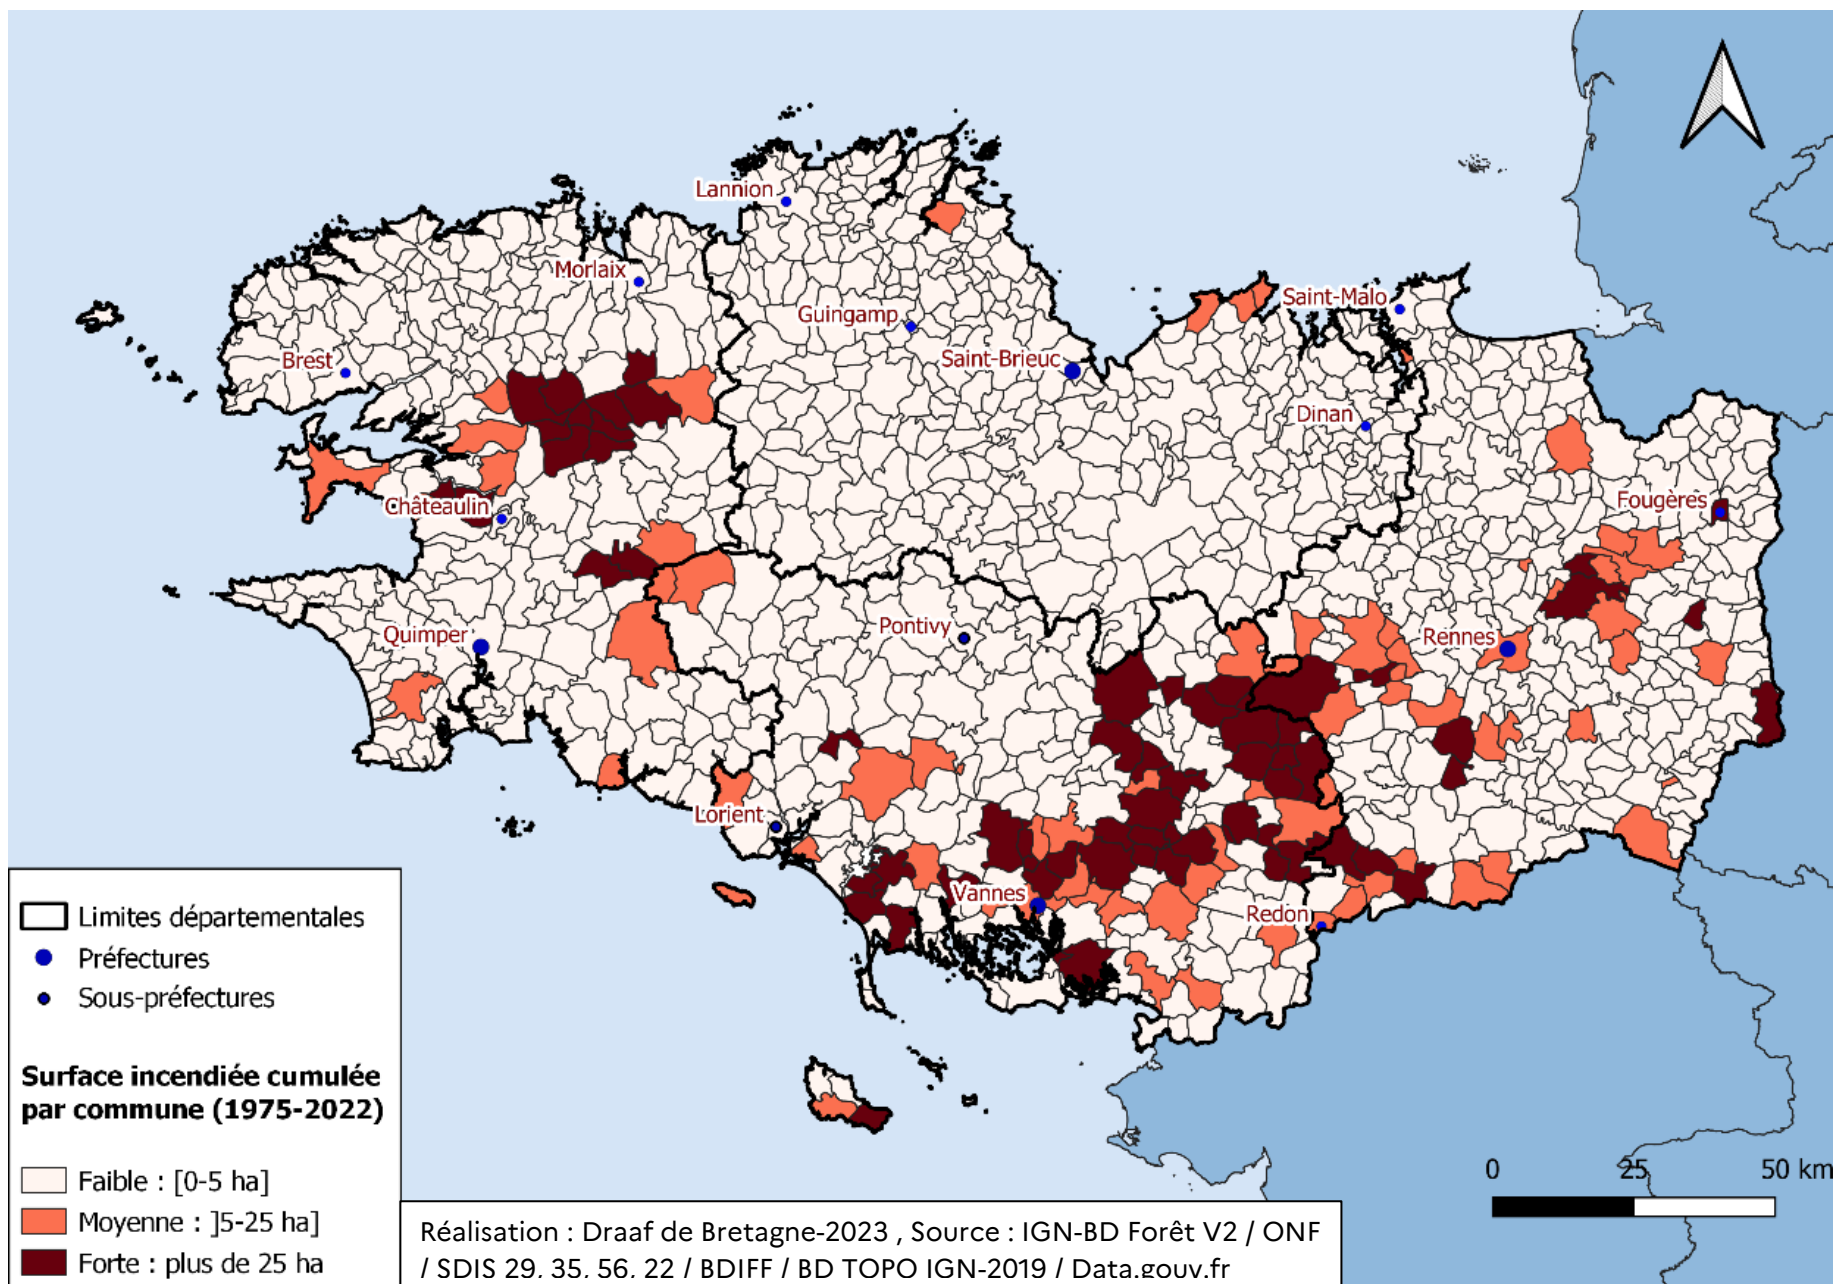 Lannion
Morlaix
Guingamp
Saint-Malo
Brest
Saint-Brieuc
Dinan
Châteaulin
Fougères
Quimper
Pontivy
Rennes
Lorient
Vannes
Redon
Limites départementales
Préfectures
Sous-préfectures
Surface incendiée cumulée
par commune (1975-2022)
Faible : [0-5 ha]
Moyenne : ]5-25 ha]
Forte : plus de 25 ha
0 25 50 km
Réalisation : Draaf de Bretagne-2023 , Source : IGN-BD Forêt V2 / ONF
/ SDIS 29, 35, 56, 22 / BDIFF / BD TOPO IGN-2019 / Data.gouv.fr